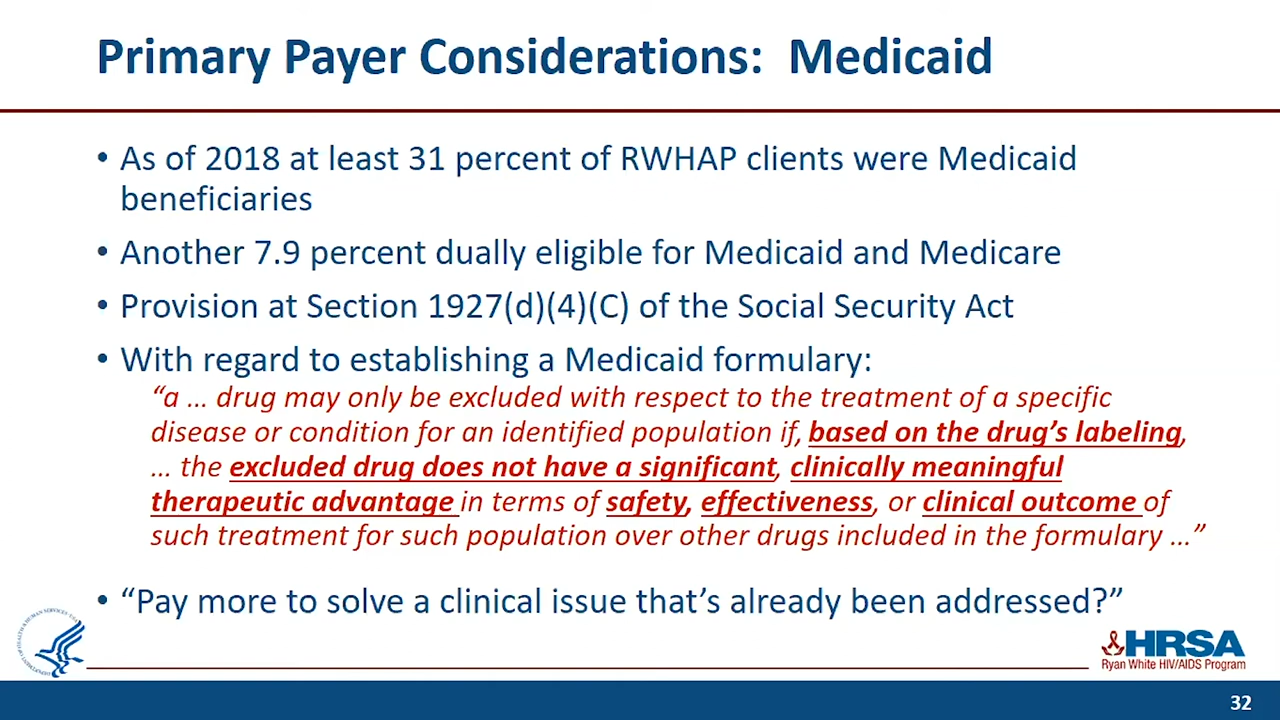 Primary Payer Considerations:  Medicaid
• As of 2018 at least 31 percent of RWHAP clients were Medicaid
beneficiaries
• Another 7.9 percent dually eligible for Medicaid and Medicare
• Provision at Section 1927(d)(4)(C) of the Social Security Act
• With regard to establishing a Medicaid formulary:
“a … drug may only be excluded with respect to the treatment of a specific
disease or condition for an identified population if, based on the drug’s labeling,
… the excluded drug does not have a significant, clinically meaningful
therapeutic advantage in terms of safety, effectiveness, or clinical outcome of
such treatment for such population over other drugs included in the formulary …”
• “Pay more to solve a clinical issue that’s already been addressed?”
HRSA
Ryan White HIV/AIDS Program
32